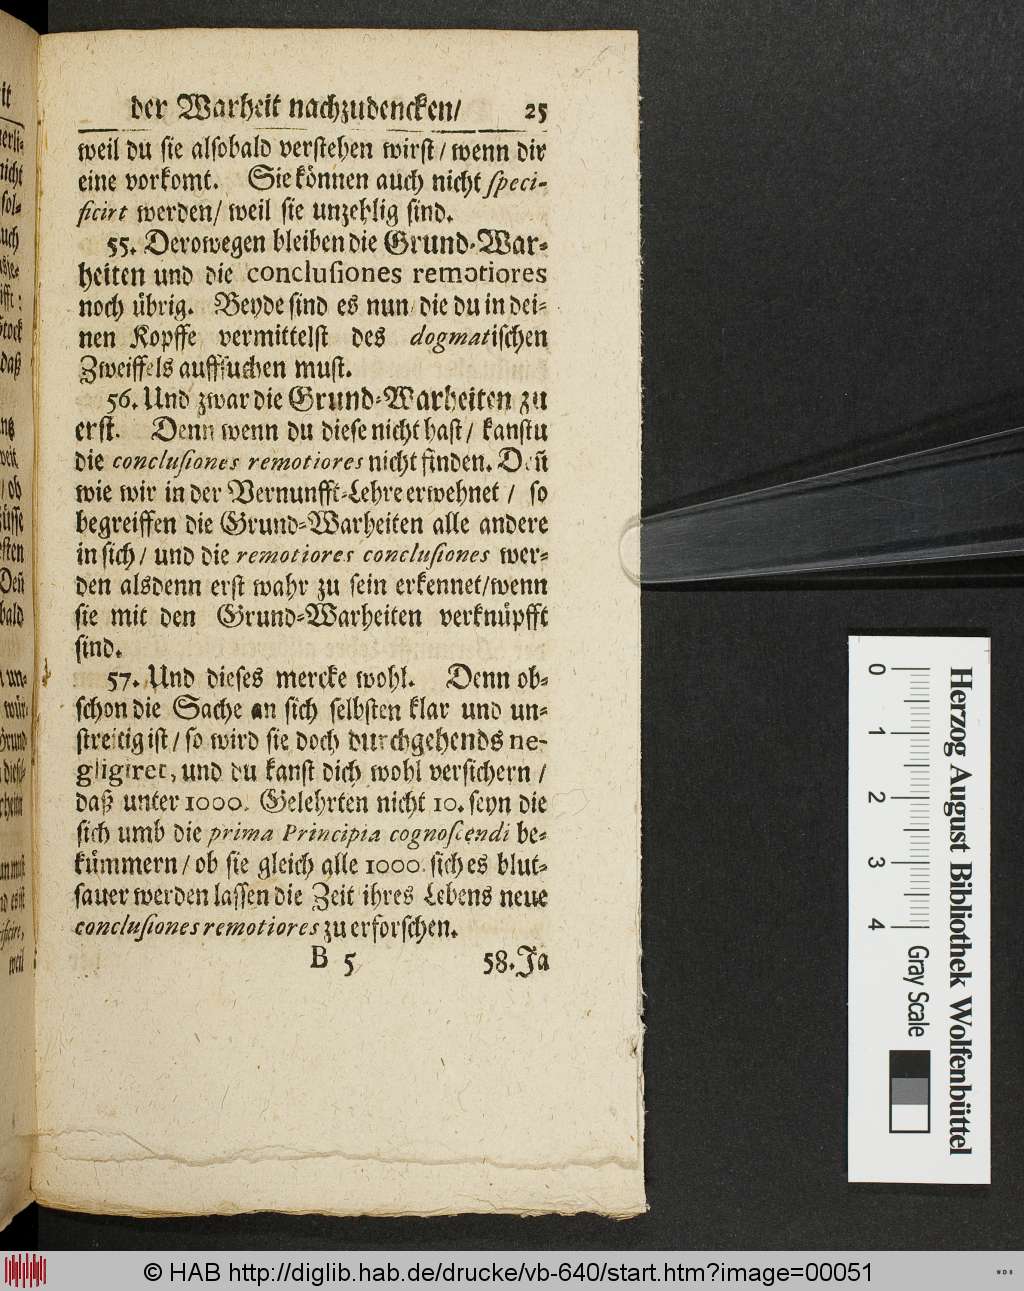 der Warheit nachzudencken/ 25
weil du sie alsobald verstehen wirst/wenn dir
eine vorkomt. Sie können auch nicht speci-
ficirt werden/ weil sie unzehlig sind.
55. Derowegen bleiben die Grund-War-
heiten und die conclusiones remotiores
noch übrig. Beyde sind es nun die du in dei-
nen Kopffe vermittelst des dogmatischen
Zweiffels auffsuchen must.
56. Und zwar die Grund-Warheiten zu
erst. Denn wenn du diese nicht hast/ kanstu
die conclusiones remotiores nicht finden. Deñ
wie wir in der Vernunfft-Lehre erwehnet / so
begreiffen die Grund-Warheiten alle andere
in sich/ und die remotiores conclusiones wer-
den alsdenn erst wahr zu sein erkennet/wenn
sie mit den Grund-Warheiten verknüpfft
sind.
57. Und dieses mercke wohl. Denn ob-
schon die Sache an sich selbsten klar und un-
streitig ist/ so wird sie doch durchgehends ne-
gligiret, und du kanst dich wohl versichern /
daß unter 1000. Gelehrten nicht 10. seyn die
sich umb die prima Principia cognoscendi be-
kümmern/ ob sie gleich alle 1000. sich es blut-
sauer werden lassen die Zeit ihres Lebens neue
conclusiones remotiores zu erforschen.
B 5 58. Ja
0 1 2 3 4 Gray Scale
Herzog August Bibliothek Wolfenbüttel
© HAB http://diglib.hab.de/drucke/vb-640/start.htm?image=00051